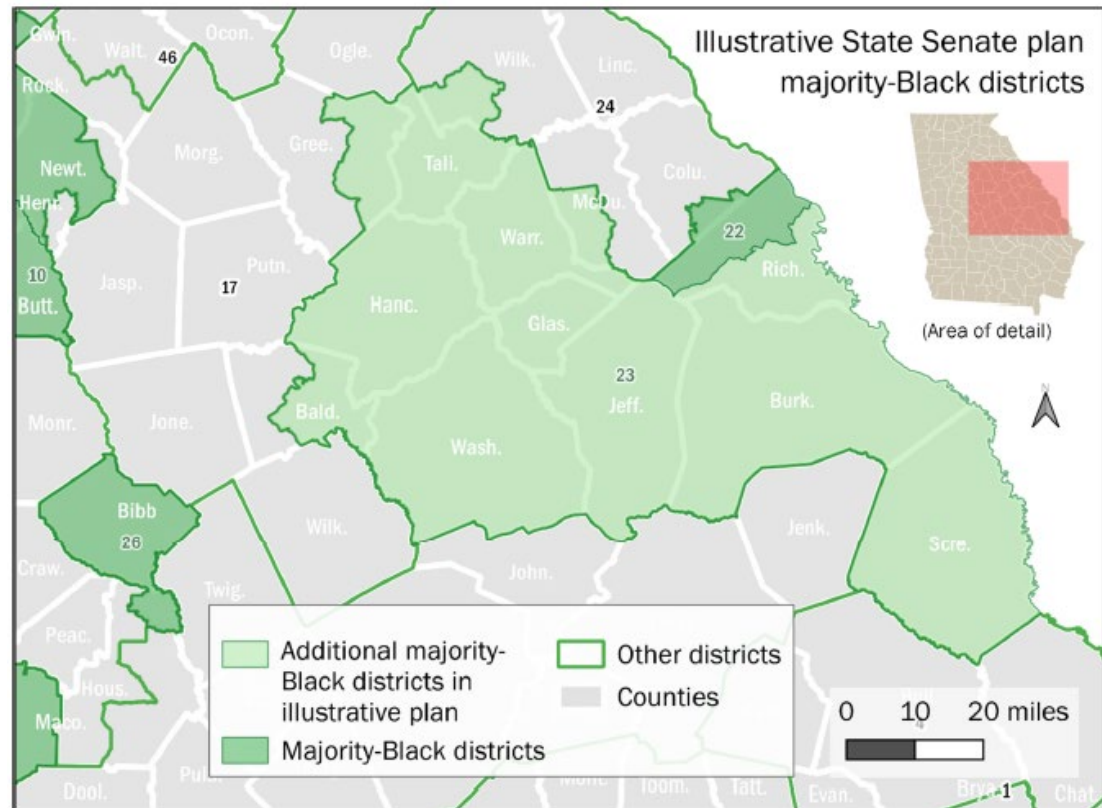 Illustrative State Senate plan
majority-Black districts
(Area of detail)
N
Gwin.
Walt.
46
Ocon.
Ogle.
Wilk.
Linc.
24
Rock.
Morg.
Gree.
Tali.
Colu.
McDu.
Newt.
Henr.
Warr.
22
Rich.
10
Butt.
Jasp.
Putn.
17
Hanc.
Glas.
23
Jeff.
Burk.
Monr.
Jone.
Bald.
Wash.
Bibb
26
Wilk.
Jenk.
Scre.
Craw.
Twig.
John.
Peac.
Hous.
Maco.
Dool.
Pul
Toom.
Tatt.
Evan.
Brya.
1
Chat.
4
Additional majority-
Black districts in
illustrative plan
Majority-Black districts
Other districts
Counties
0 10 20 miles